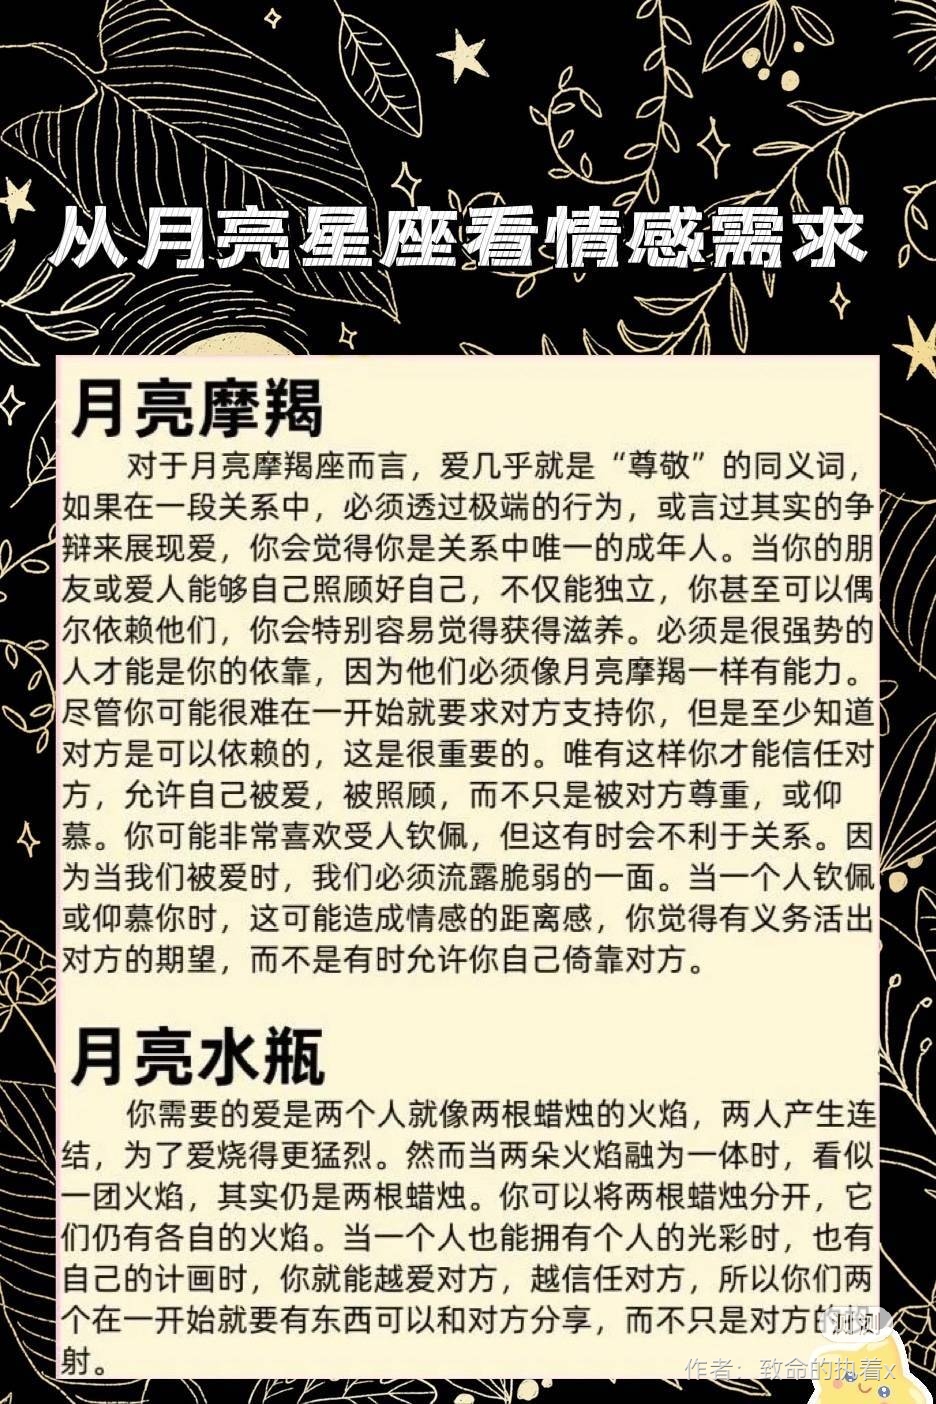 从月亮星座看情感需求
月亮摩羯
对于月亮摩羯座而言，爱几乎就是“尊敬”的同义词，
如果在一段关系中，必须透过极端的行为，或言过其实的争
辩来展现爱，你会觉得你是关系中唯一的成年人。当你的朋
友或爱人能够自己照顾好自己，不仅能独立，你甚至可以偶
尔依赖他们，你会特别容易觉得获得滋养。必须是很强势的
人才能是你的依靠，因为他们必须像月亮摩羯一样有能力。
尽管你可能很难在一开始就要求对方支持你，但是至少知道
对方是可以依赖的，这是很重要的。唯有这样你才能信任对
方，允许自己被爱，被照顾，而不只是被对方尊重，或仰
慕。你可能非常喜欢受人钦佩，但这有时会不利于关系。因
为当我们被爱时，我们必须流露脆弱的一面。当一个人钦佩
或仰慕你时，这可能造成情感的距离感，你觉得有义务活出
对方的期望，而不是有时允许你自己倚靠对方。
月亮水瓶
你需要的爱是两个人就像两根蜡烛的火焰，两人产生连
结，为了爱烧得更猛烈。然而当两朵火焰融为一体时，看似
一团火焰，其实仍是两根蜡烛。你可以将两根蜡烛分开，它
们仍有各自的火焰。当一个人也能拥有个人的光彩时，也有
自己的计画时，你就能越爱对方，越信任对方，所以你们两
个在一开始就要有东西可以和对方分享，而不只是对方的
射。
测测
作者：致命的执着x